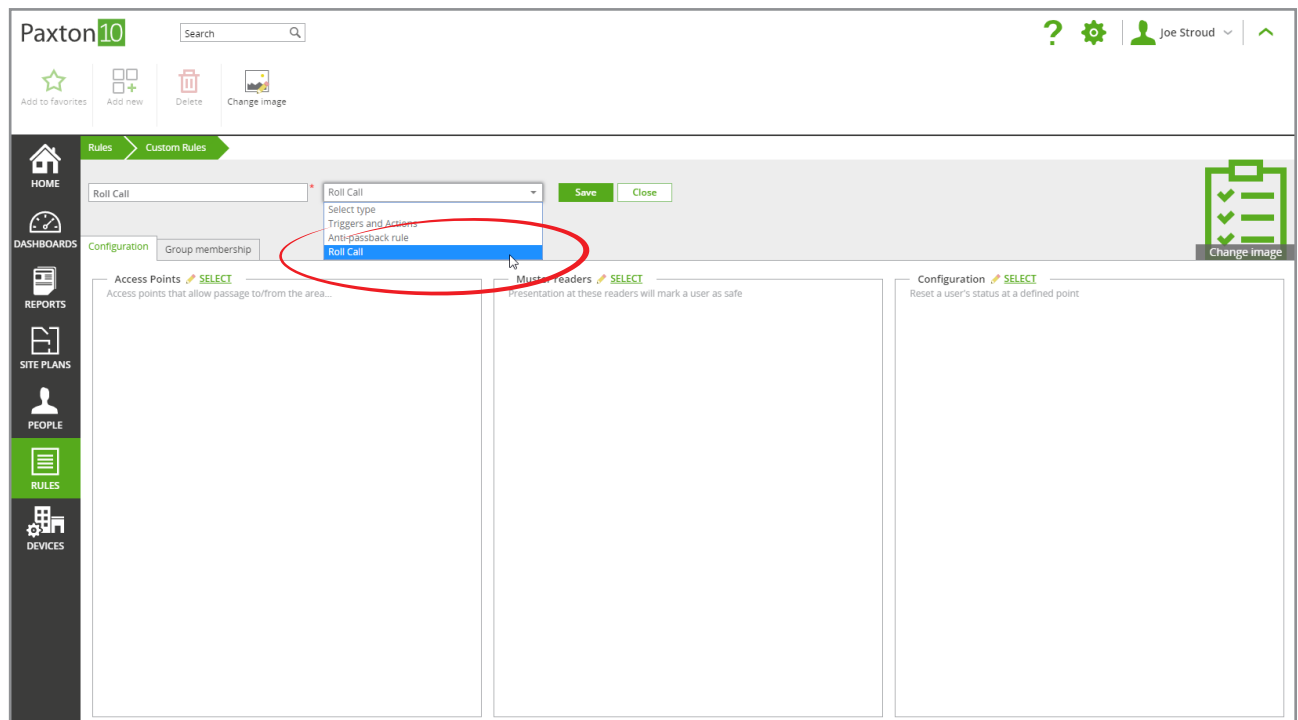 Paxton10
Search
?
Joe Stroud
Add to favorites
Add new
Delete
Change image
Rules
Custom Rules
HOME
Roll Call
*
Roll Call
Save
Close
Select type
Triggers and Actions
Anti-passback rule
Roll Call
Change image
DASHBOARDS
Configuration
Group membership
Access Points SELECT
Access points that allow passage to/from the area...
Muster readers SELECT
Presentation at these readers will mark a user as safe
Configuration SELECT
Reset a user's status at a defined point
REPORTS
SITE PLANS
PEOPLE
RULES
DEVICES